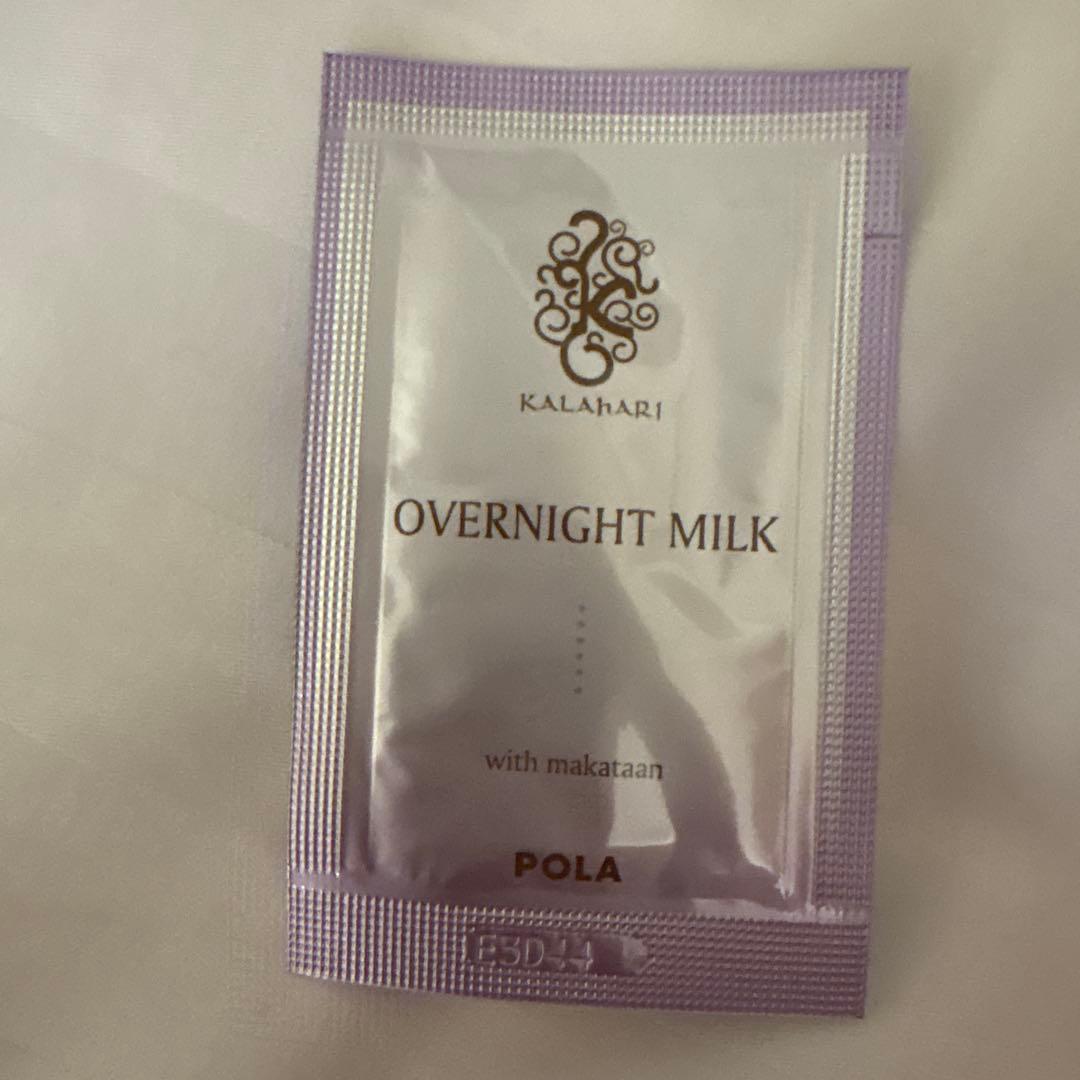 K
KALAhARI
OVERNIGHT MILK
with makataan
POLA